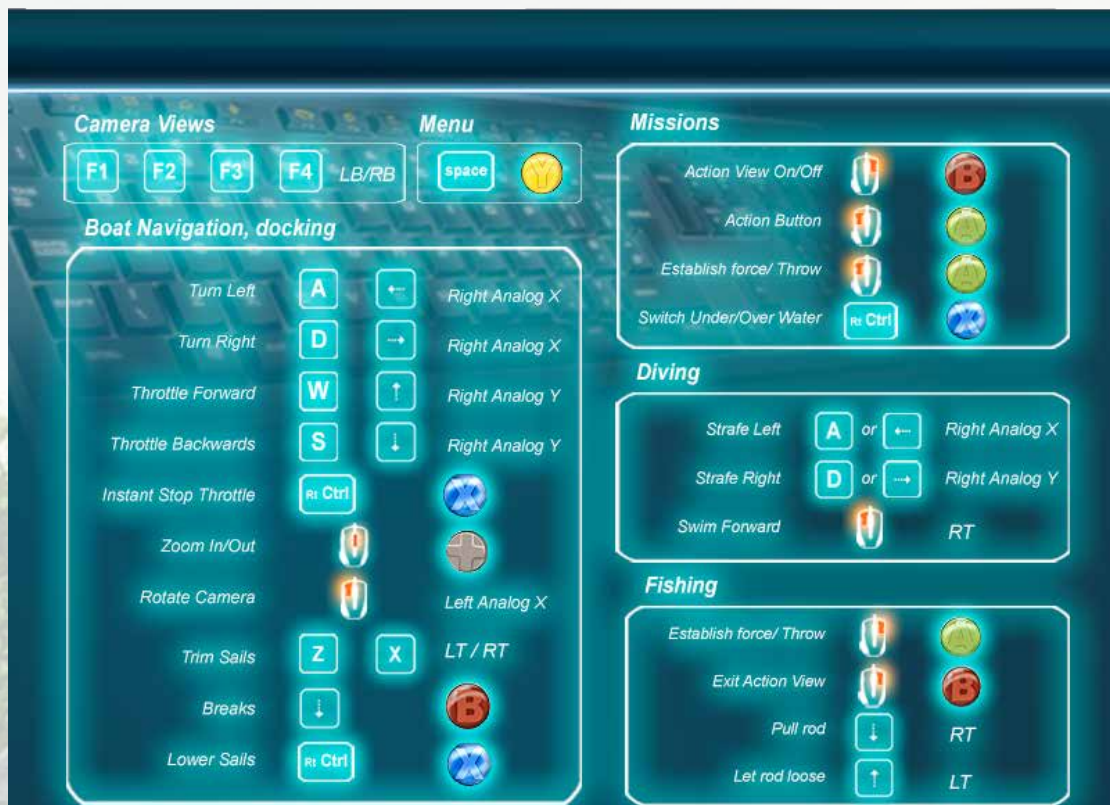 Camera Views
F1 F2 F3 F4 LB/RB
Menu
space Y
Boat Navigation, docking
Turn Left A Right Analog X
Turn Right D Right Analog X
Throttle Forward W Right Analog Y
Throttle Backwards S Right Analog Y
Instant Stop Throttle Rt Ctrl X
Zoom In/Out
Rotate Camera Left Analog X
Trim Sails Z X LT / RT
Breaks B
Lower Sails Rt Ctrl X
Missions
Action View On/Off B
Action Button A
Establish force/ Throw A
Switch Under/Over Water Rt Ctrl X
Diving
Strafe Left A or Right Analog X
Strafe Right D or Right Analog Y
Swim Forward RT
Fishing
Establish force/ Throw A
Exit Action View B
Pull rod RT
Let rod loose LT